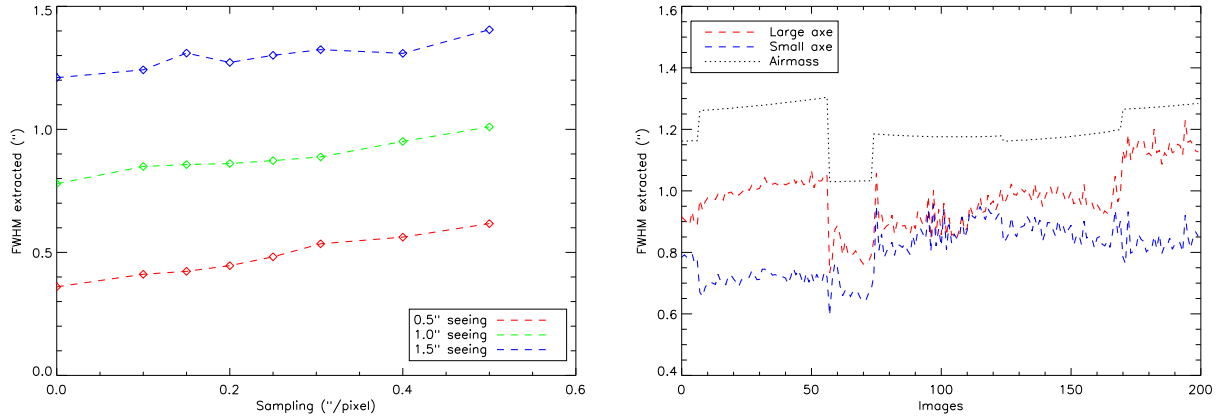 1.5
1.0
0.5
0.0
FWHM extracted (")
0.5" seeing
1.0" seeing
1.5" seeing
0.0
0.2
0.4
0.6
Sampling ("/pixel)
1.6
1.4
1.2
1.0
0.8
0.6
0.4
FWHM extracted (")
Large axe
Small axe
Airmass
0
50
100
150
200
Images